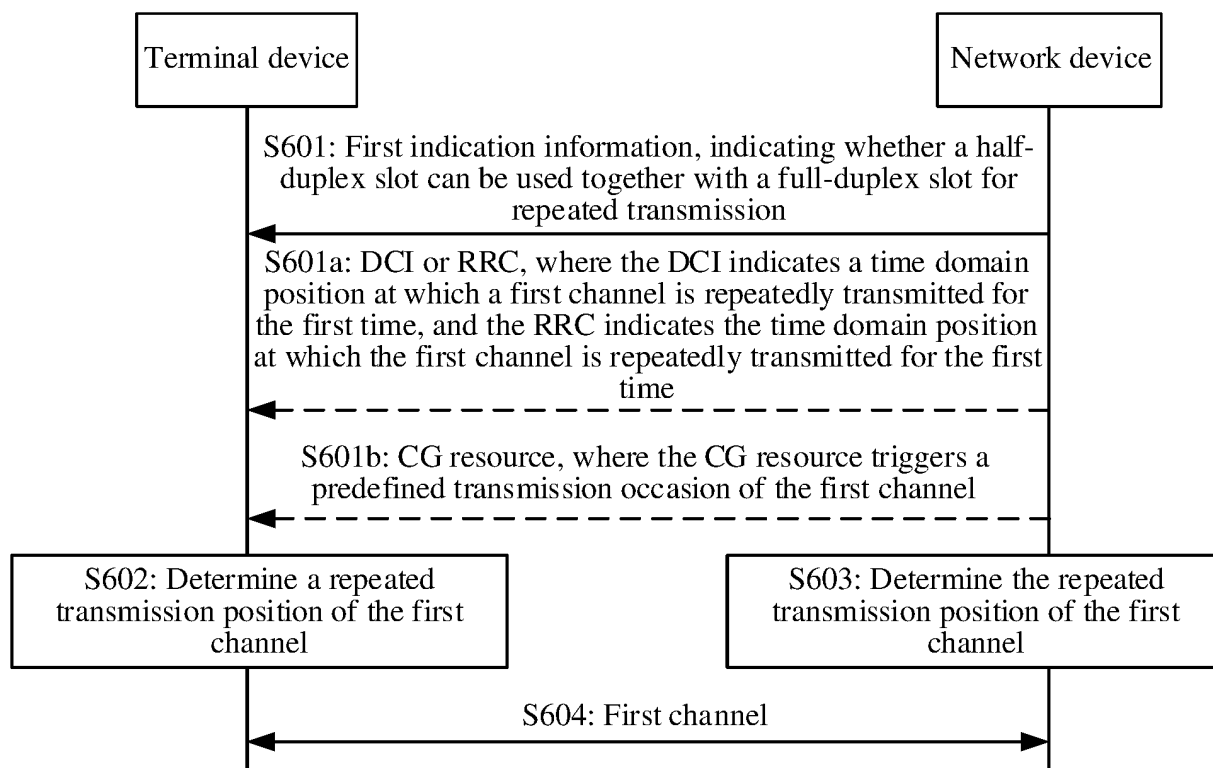 Terminal device
Network device
S601: First indication information, indicating whether a half-
duplex slot can be used together with a full-duplex slot for
repeated transmission
S601a: DCI or RRC, where the DCI indicates a time domain
position at which a first channel is repeatedly transmitted for
the first time, and the RRC indicates the time domain position
at which the first channel is repeatedly transmitted for the first
time
S601b: CG resource, where the CG resource triggers a
predefined transmission occasion of the first channel
S602: Determine a repeated
transmission position of the first
channel
S603: Determine the repeated
transmission position of the first
channel
S604: First channel